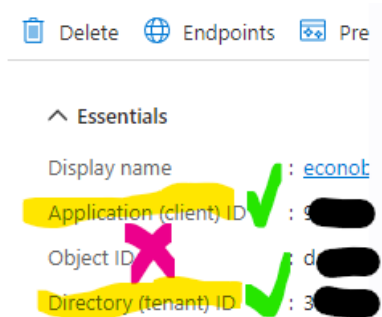 Delete Endpoints Pre
Essentials
Display name : econob
Application (client) ID : 9
Object ID : d
Directory (tenant) ID : 3